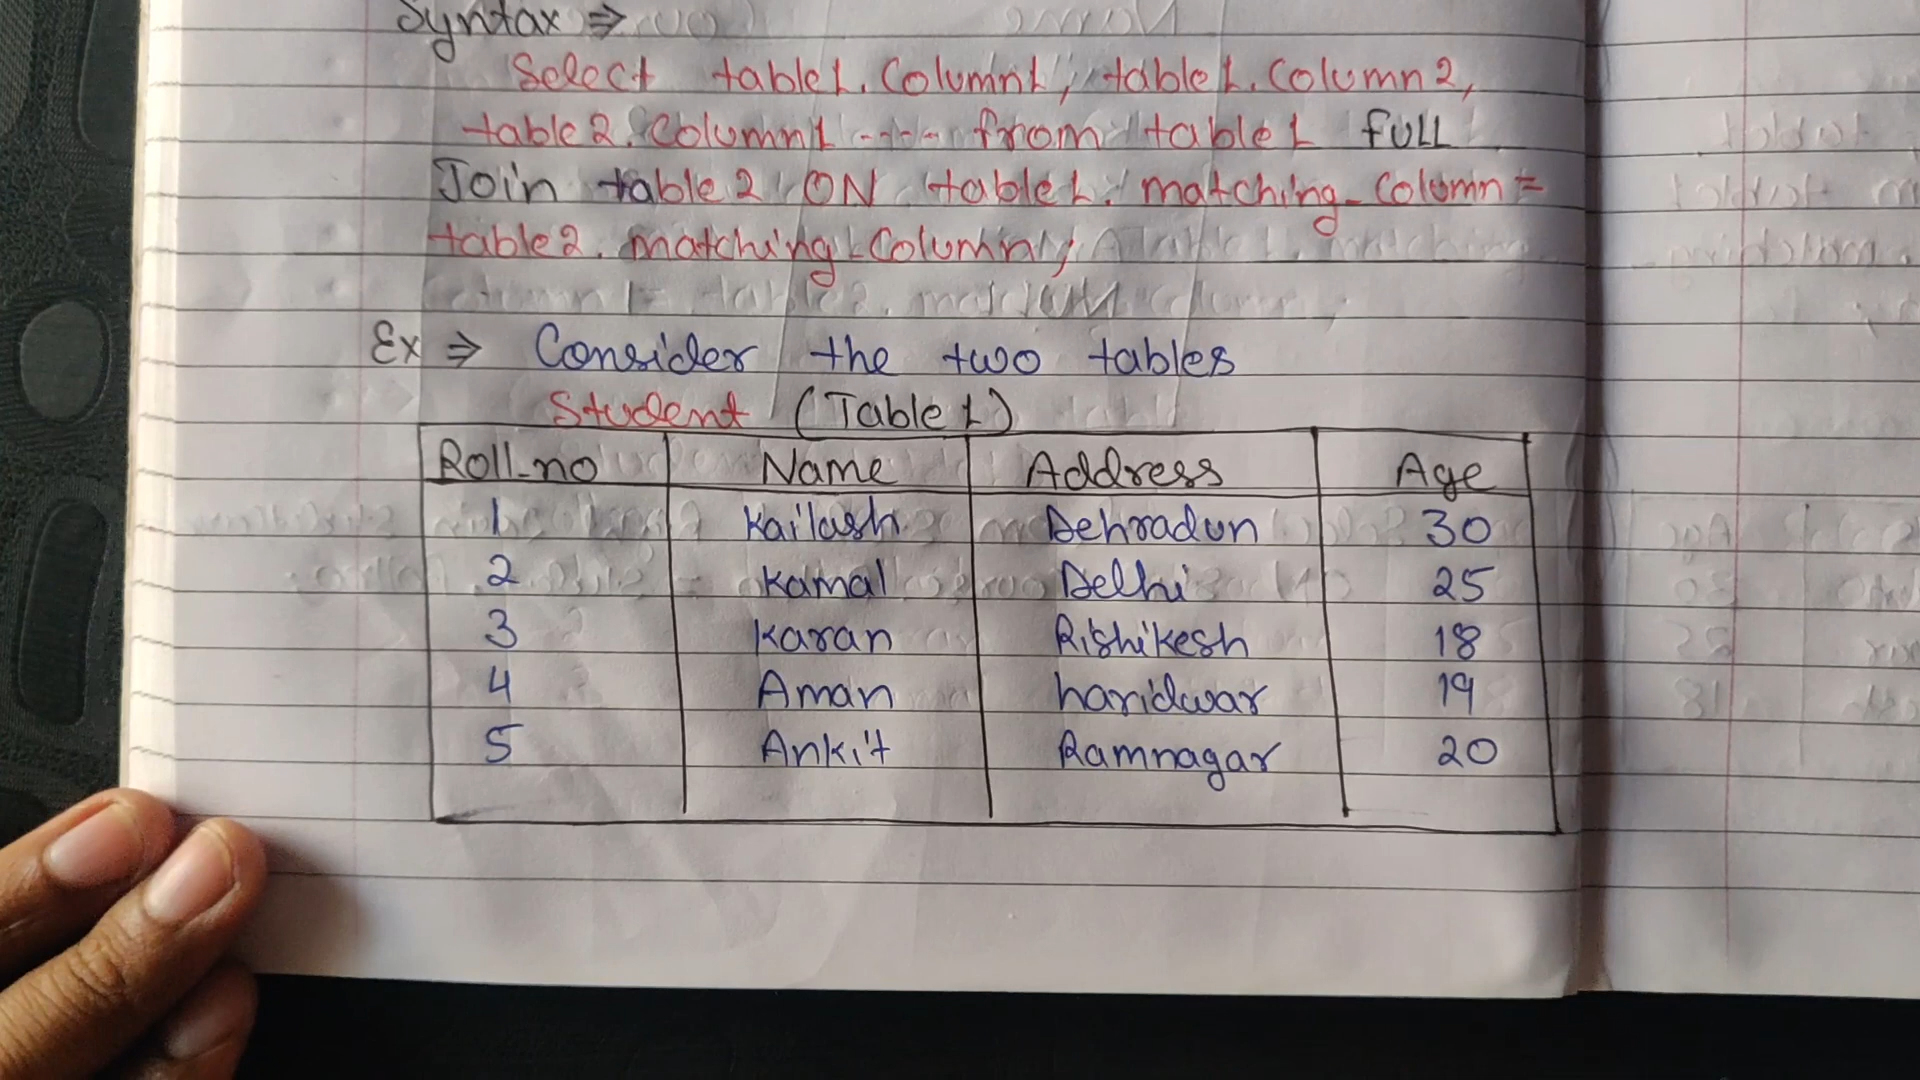 Syntax ⇒
Select table1.Column1, table1.Column2,
table2.Column1 ---- from table1 FULL
Join table2 ON table1.matching_Column =
table2.matching_Column;
Ex ⇒ Consider the two tables
Student (Table 1)
Roll_no Name Address Age
1 Kailash Dehradun 30
2 Kamal Delhi 25
3 Karan Rishikesh 18
4 Aman haridwar 19
5 Ankit Ramnagar 20